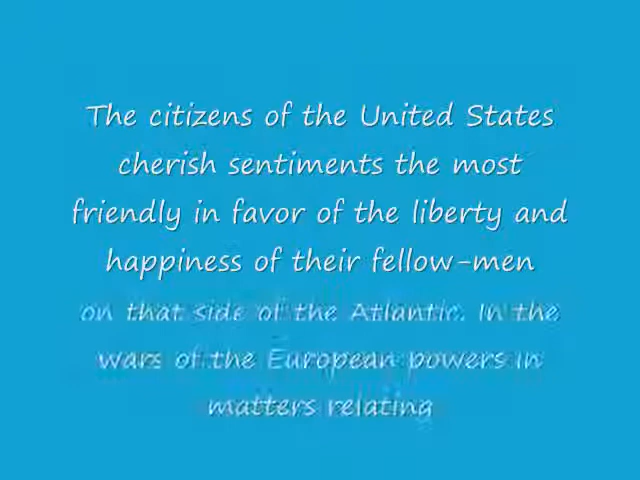 The citizens of the United States
cherish sentiments the most
friendly in favor of the liberty and
happiness of their fellow-men
on that side of the Atlantic. In the
wars of the European powers in
matters relating